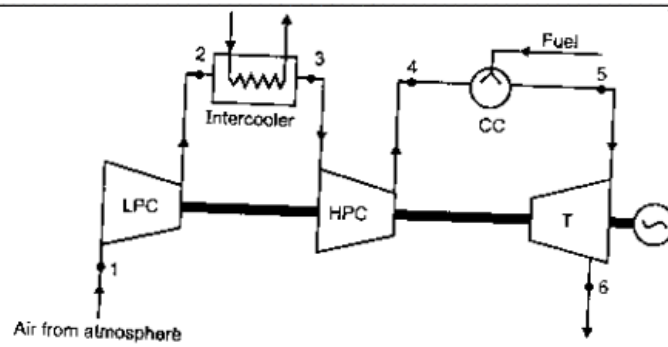 2
3
4
Fuel
5
Intercooler
CC
LPC
HPC
T
1
6
Air from atmosphere